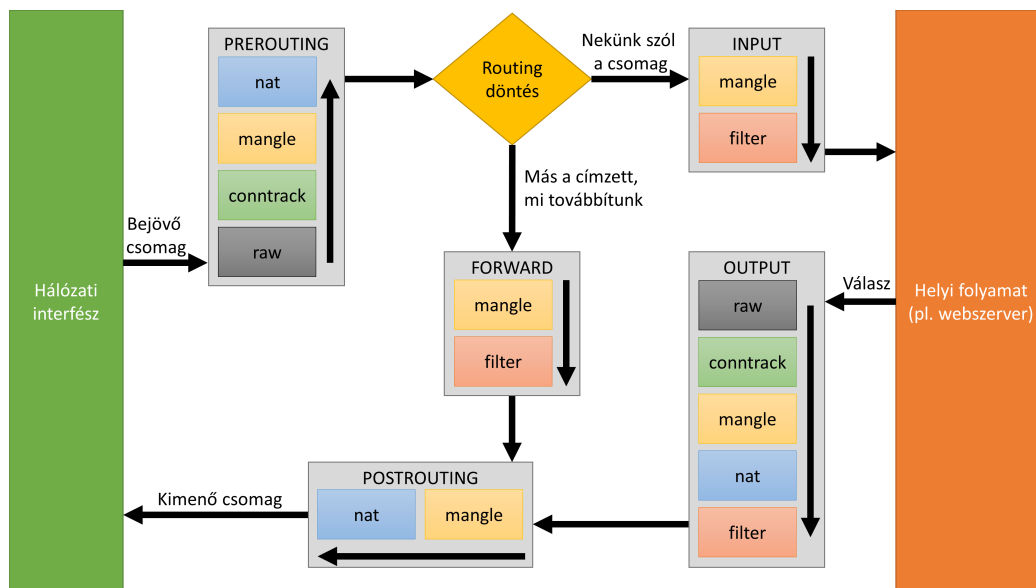 Hálózati
interfész
Bejövő
csomag
PREROUTING
nat
mangle
conntrack
raw
Routing
döntés
Nekünk szól
a csomag
INPUT
mangle
filter
Más a címzett,
mi továbbítunk
FORWARD
mangle
filter
OUTPUT
raw
conntrack
mangle
nat
filter
Válasz
Helyi folyamat
(pl. webszerver)
POSTROUTING
nat
mangle
Kimenő csomag